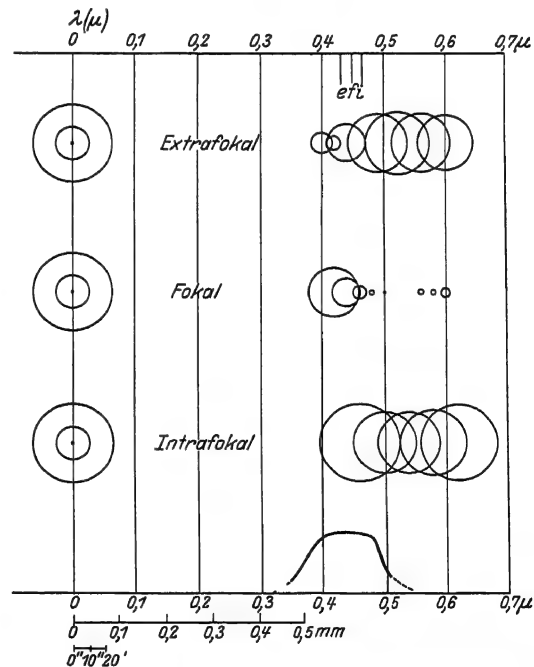 λ(μ)
0 0,1 0,2 0,3 0,4 0,5 0,6 0,7μ
e f i
Extrafokal
Fokal
Intrafokal
0 0,1 0,2 0,3 0,4 0,5 0,6 0,7μ
0 0,1 0,2 0,3 0,4 0,5 mm
0" 10" 20'